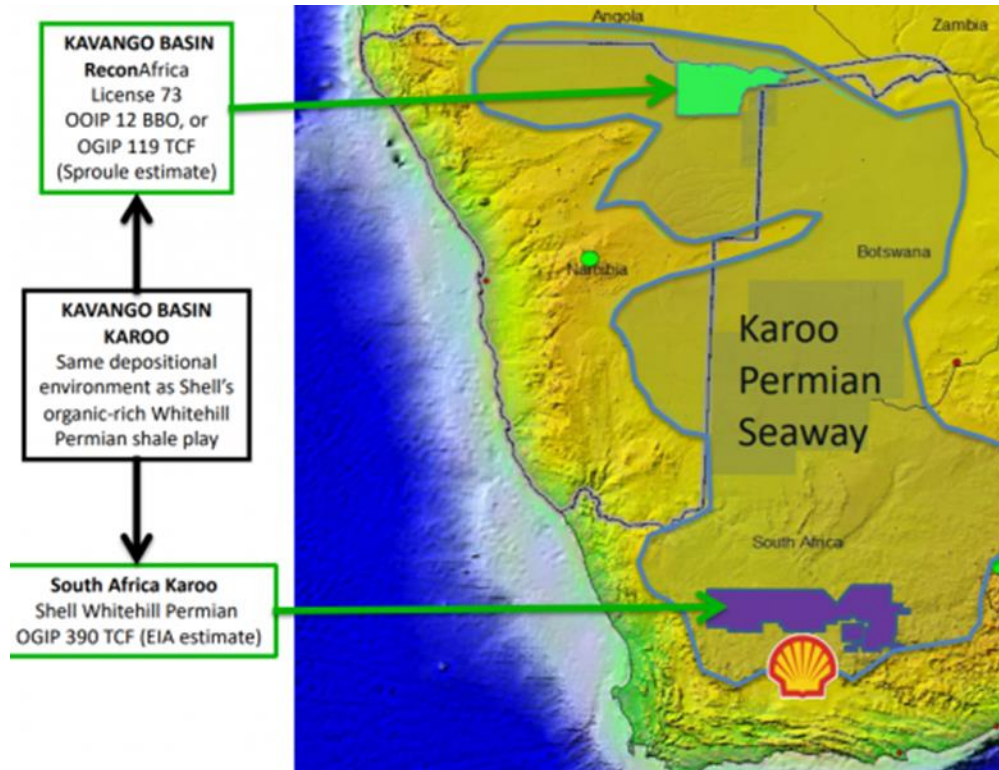 KAVANGO BASIN
ReconAfrica
License 73
OOIP 12 BBO, or
OGIP 119 TCF
(Sproule estimate)
KAVANGO BASIN
KAROO
Same depositional
environment as Shell's
organic-rich Whitehill
Permian shale play
South Africa Karoo
Shell Whitehill Permian
OGIP 390 TCF (EIA estimate)
Angola
Zambia
Namibia
Botswana
Karoo
Permian
Seaway
South Africa